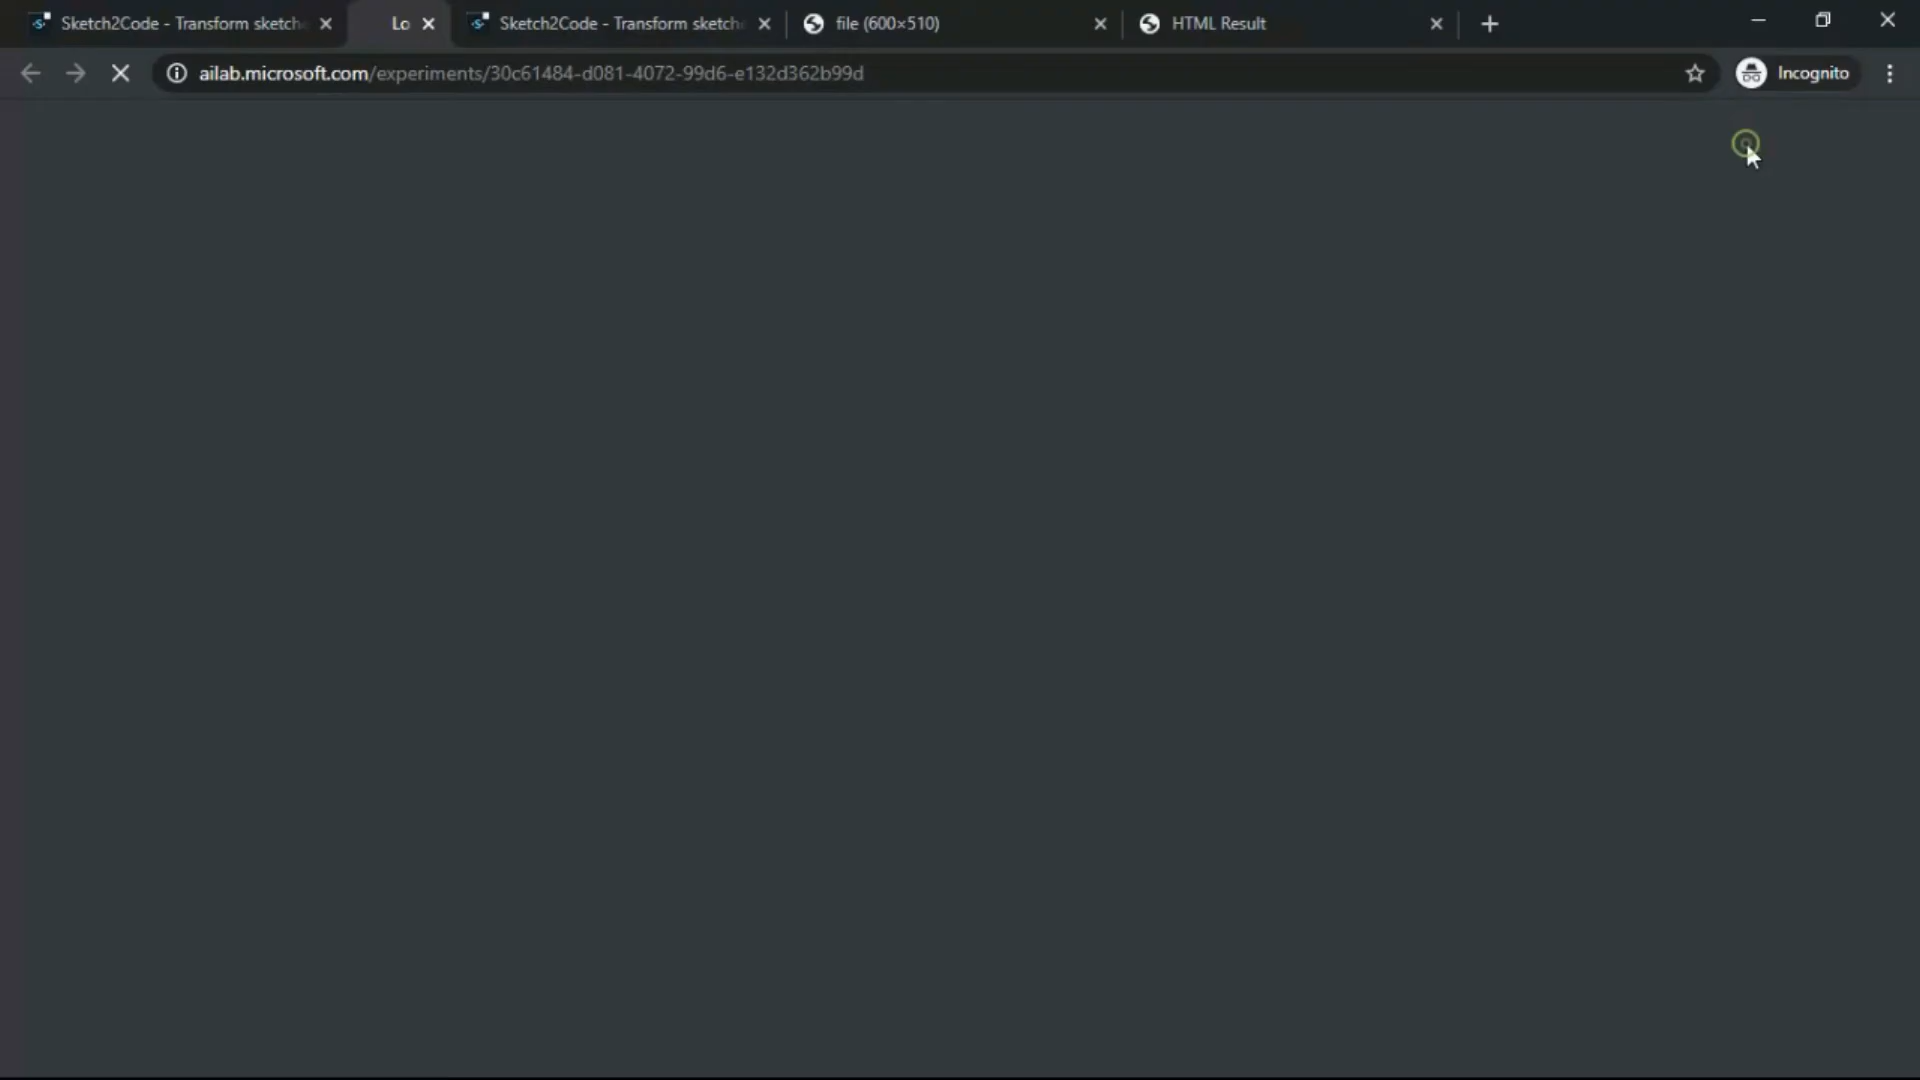 Sketch2Code - Transform sketch
Lo
Sketch2Code - Transform sketch
file (600×510)
HTML Result
ailab.microsoft.com/experiments/30c61484-d081-4072-99d6-e132d362b99d
Incognito